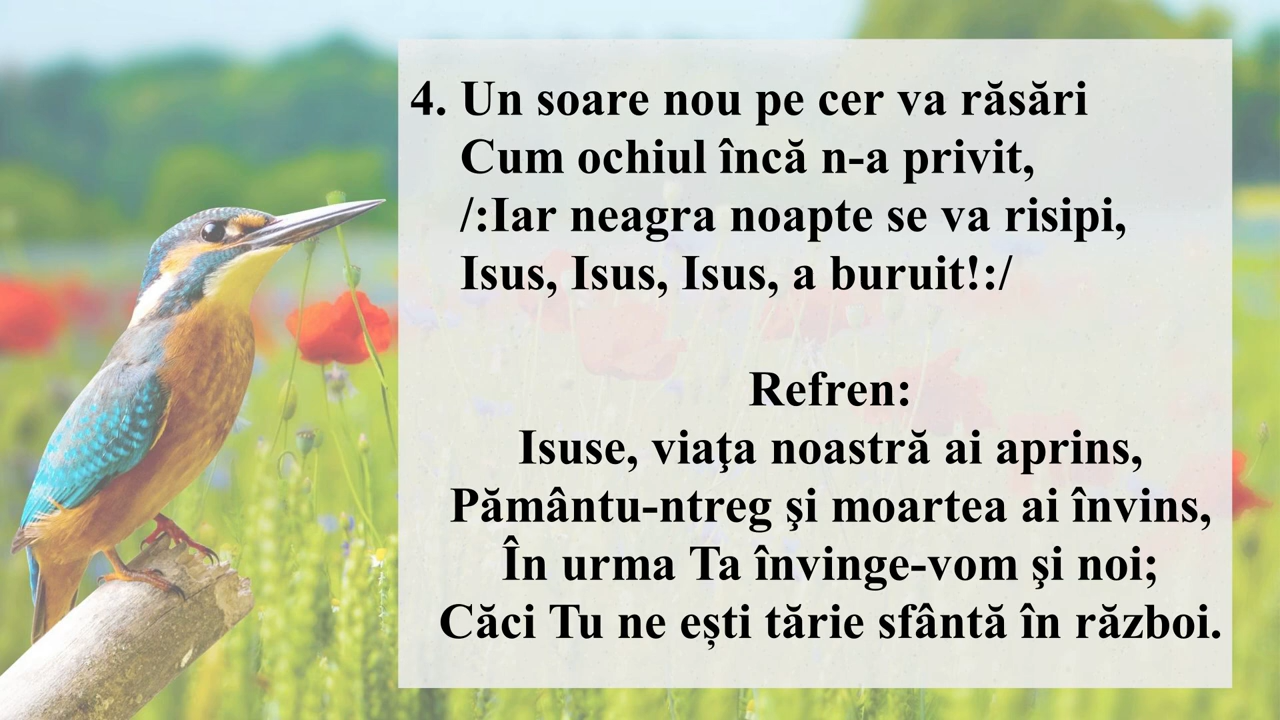 4. Un soare nou pe cer va răsări
Cum ochiul încă n-a privit,
/:Iar neagra noapte se va risipi,
Isus, Isus, Isus, a buruit!:/
Refren:
Isuse, viaţa noastră ai aprins,
Pământu-ntreg şi moartea ai învins,
În urma Ta învinge-vom şi noi;
Căci Tu ne ești tărie sfântă în război.